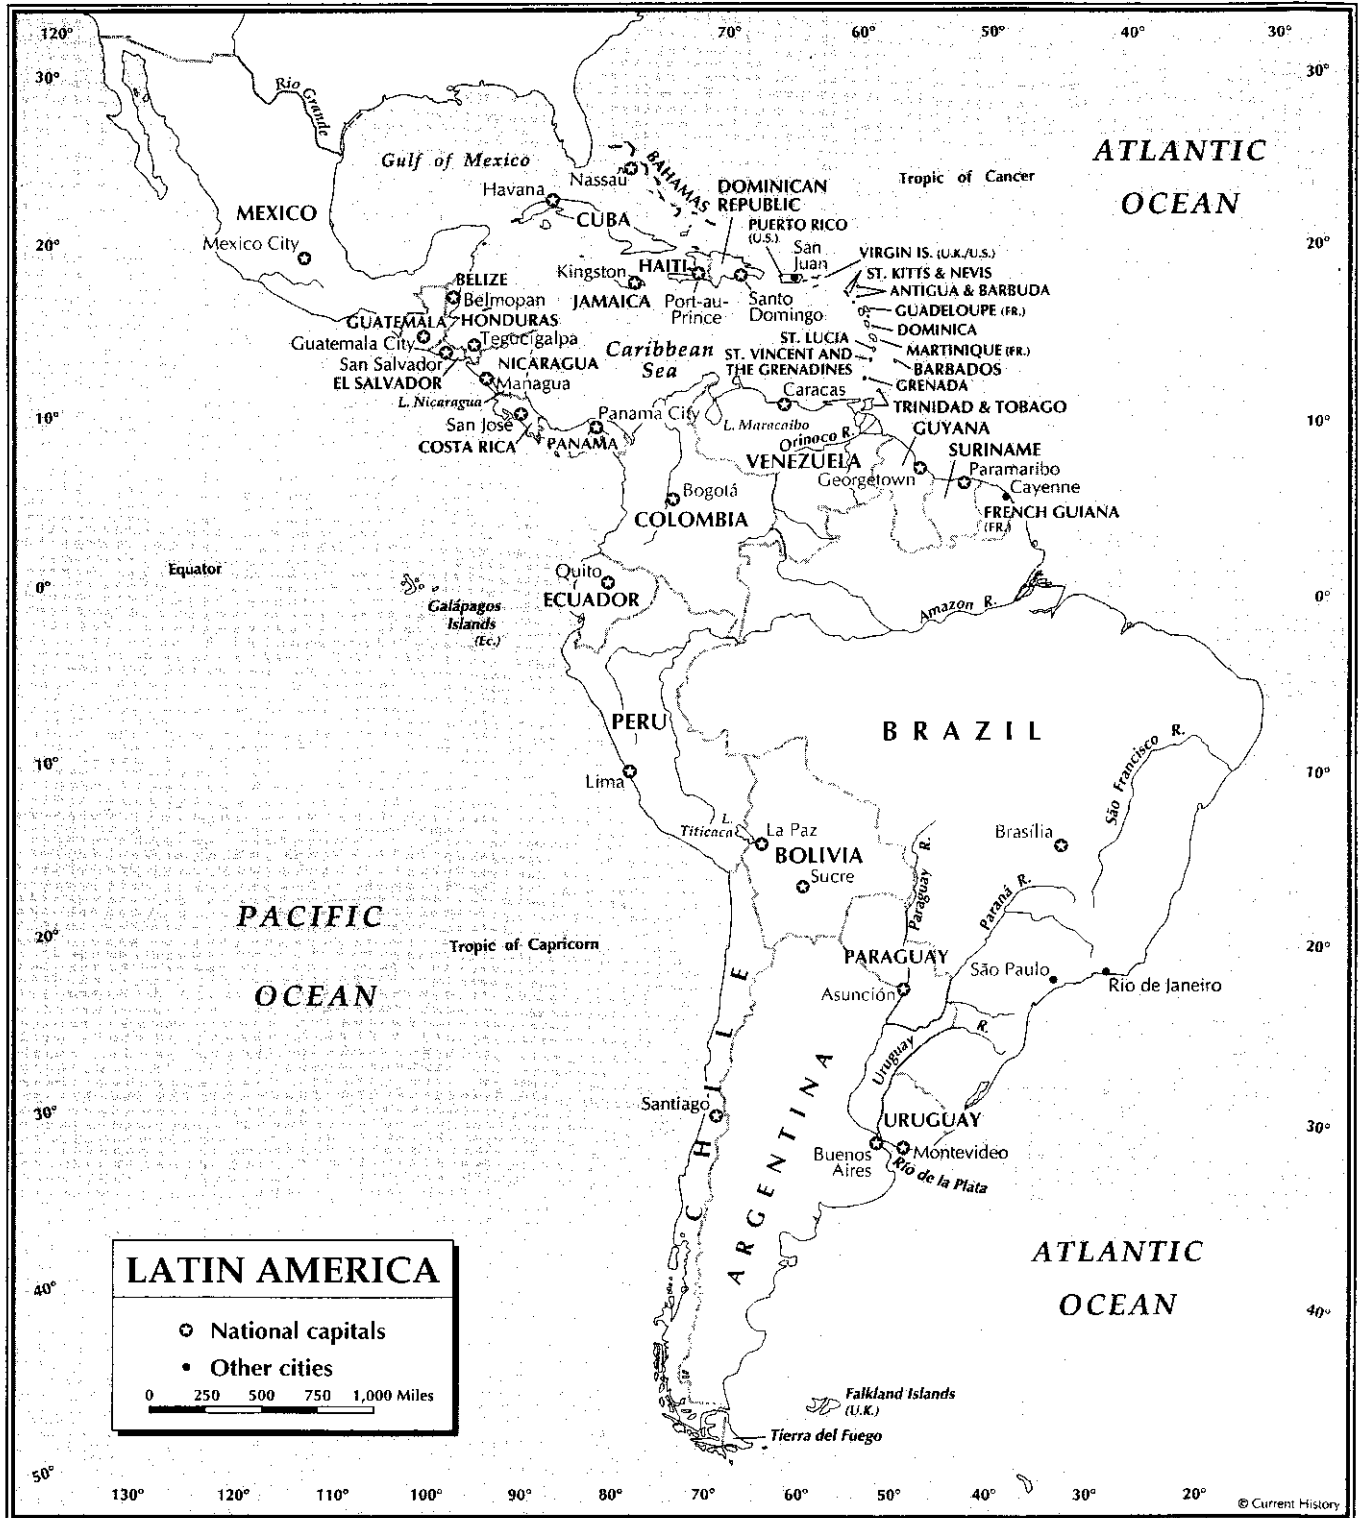 120°
70°
60°
50°
40°
30°
30°
30°
Rio Grande
Gulf of Mexico
ATLANTIC
OCEAN
BAHAMAS
Nassau
Tropic of Cancer
Havana
DOMINICAN
REPUBLIC
CUBA
MEXICO
Mexico City
PUERTO RICO
(U.S.)
San
Juan
20°
20°
VIRGIN IS. (U.K./U.S.)
ST. KITTS & NEVIS
ANTIGUA & BARBUDA
GUADELOUPE (FR.)
DOMINICA
MARTINIQUE (FR.)
BARBADOS
GRENADA
TRINIDAD & TOBAGO
Kingston
HAITI
JAMAICA
Port-au-
Prince
Santo
Domingo
BELIZE
Belmopan
GUATEMALA
HONDURAS
Guatemala City
Tegucigalpa
San Salvador
EL SALVADOR
NICARAGUA
Managua
L. Nicaragua
Caribbean
Sea
ST. LUCIA
ST. VINCENT AND
THE GRENADINES
Caracas
10°
10°
San José
COSTA RICA
PANAMA
Panama City
L. Maracaibo
Orinoco R.
VENEZUELA
GUYANA
Georgetown
SURINAME
Paramaribo
Cayenne
FRENCH GUIANA
(FR.)
Bogotá
COLOMBIA
Equator
0°
0°
Galápagos
Islands
(Ec.)
Quito
ECUADOR
Amazon R.
PERU
Lima
BRAZIL
São Francisco R.
10°
10°
L.
Titicaca
La Paz
BOLIVIA
Sucre
Brasília
Paraguay R.
Paraná R.
PACIFIC
OCEAN
20°
20°
Tropic of Capricorn
PARAGUAY
Asunción
São Paulo
Rio de Janeiro
CHILE
ARGENTINA
Uruguay R.
Santiago
30°
30°
URUGUAY
Buenos
Aires
Montevideo
Río de la Plata
ATLANTIC
OCEAN
LATIN AMERICA
National capitals
Other cities
0 250 500 750 1,000 Miles
40°
40°
Falkland Islands
(U.K.)
Tierra del Fuego
50°
130° 120° 110° 100° 90° 80° 70° 60° 50° 40° 30° 20°
© Current History